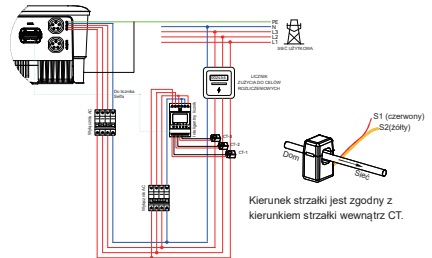 PE
N
L3
L2
L1
SIEĆ UŻYTKOWA
LICZNIK
ZUŻYCIA DO CELÓW
ROZLICZENIOWYCH
Do licznika
CT-3
CT-2
CT-1
S1 (czerwony)
S2(żółty)
Dom
Sieć
Kierunek strzałki jest zgodny z
kierunkiem strzałki wewnątrz CT.